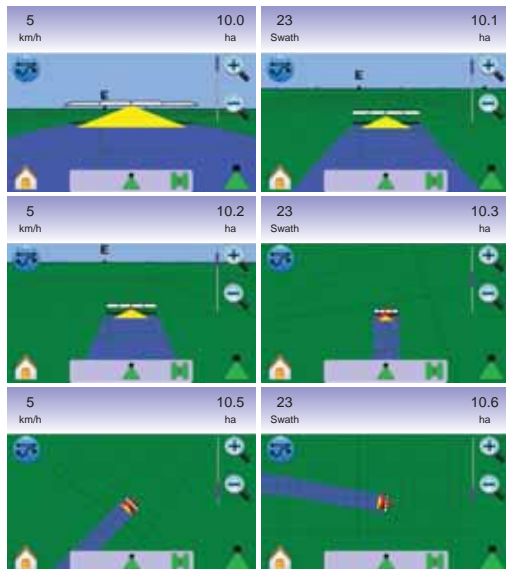 5 10.0
km/h ha
E
23 10.1
Swath ha
E
5 10.2
km/h ha
E
23 10.3
Swath ha
5 10.5
km/h ha
23 10.6
Swath ha